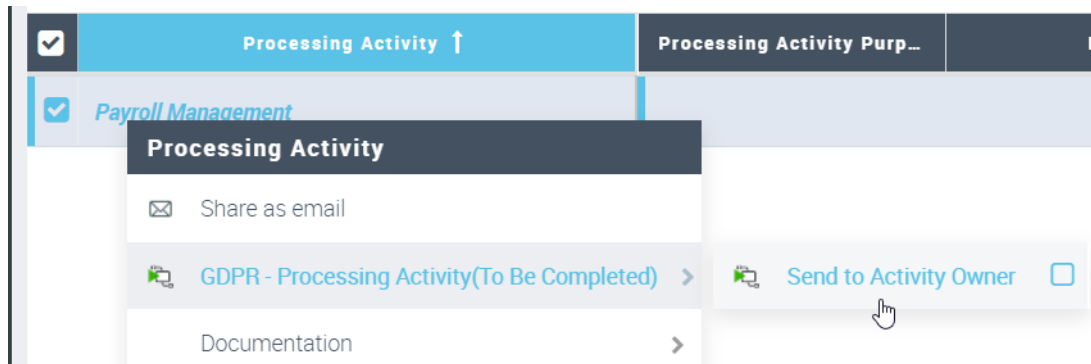 Processing Activity ↑ Processing Activity Purp…
Payroll Management
Processing Activity
Share as email
GDPR - Processing Activity(To Be Completed) > Send to Activity Owner
Documentation >